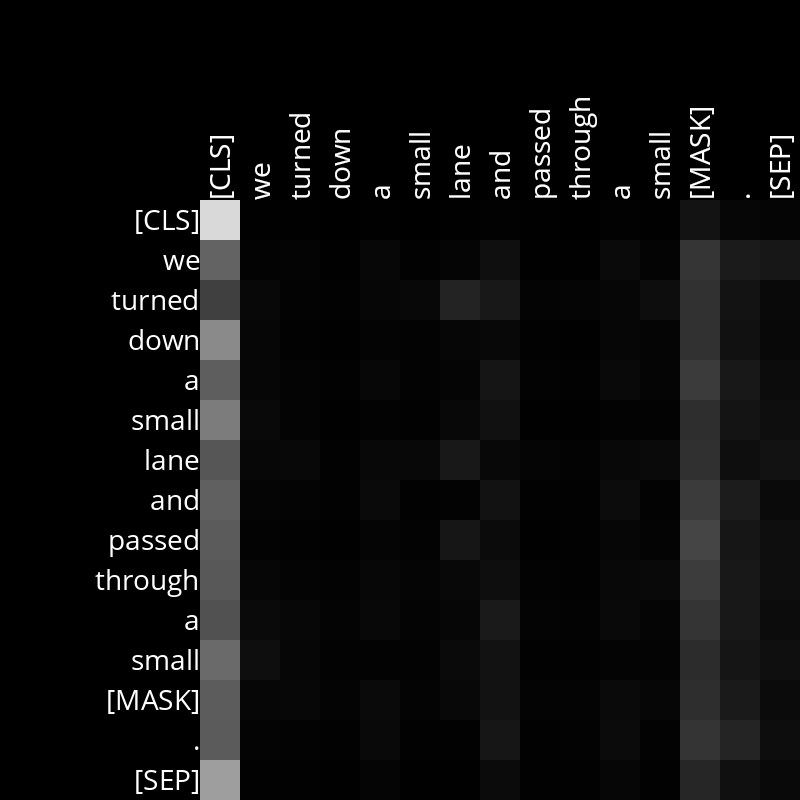 [CLS] we turned down a small lane and passed through a small [MASK] . [SEP]
[CLS]
we
turned
down
a
small
lane
and
passed
through
a
small
[MASK]
.
[SEP]